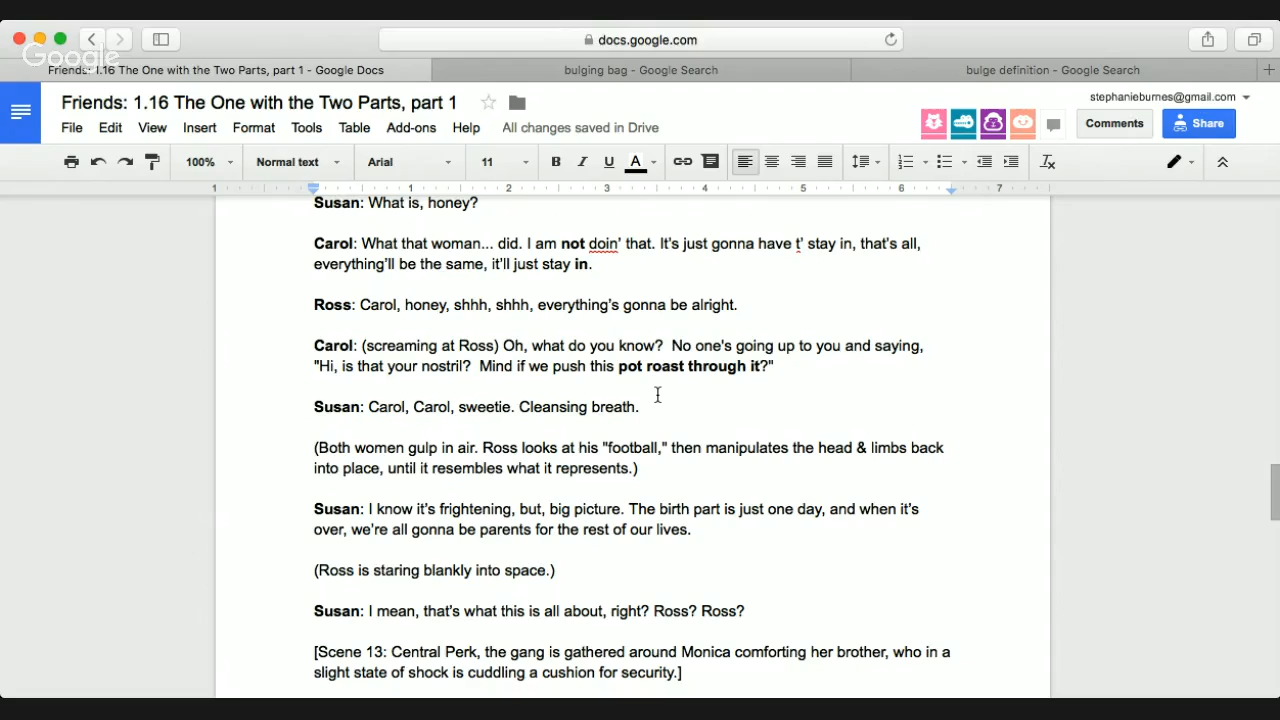 docs.google.com
Google
Friends: 1.16 The One with the Two Parts, part 1 - Google Docs
bulging bag - Google Search
bulge definition - Google Search
Friends: 1.16 The One with the Two Parts, part 1
stephanieburnes@gmail.com
File Edit View Insert Format Tools Table Add-ons Help All changes saved in Drive
Comments
Share
100% Normal text Arial 11 B I U A
1 1 2 3 4 5 6 7
Susan: What is, honey?
Carol: What that woman... did. I am not doin' that. It's just gonna have t' stay in, that's all,
everything'll be the same, it'll just stay in.
Ross: Carol, honey, shhh, shhh, everything's gonna be alright.
Carol: (screaming at Ross) Oh, what do you know?  No one's going up to you and saying,
"Hi, is that your nostril?  Mind if we push this pot roast through it?"
Susan: Carol, Carol, sweetie. Cleansing breath.
(Both women gulp in air. Ross looks at his "football," then manipulates the head & limbs back
into place, until it resembles what it represents.)
Susan: I know it's frightening, but, big picture. The birth part is just one day, and when it's
over, we're all gonna be parents for the rest of our lives.
(Ross is staring blankly into space.)
Susan: I mean, that's what this is all about, right? Ross? Ross?
[Scene 13: Central Perk, the gang is gathered around Monica comforting her brother, who in a
slight state of shock is cuddling a cushion for security.]